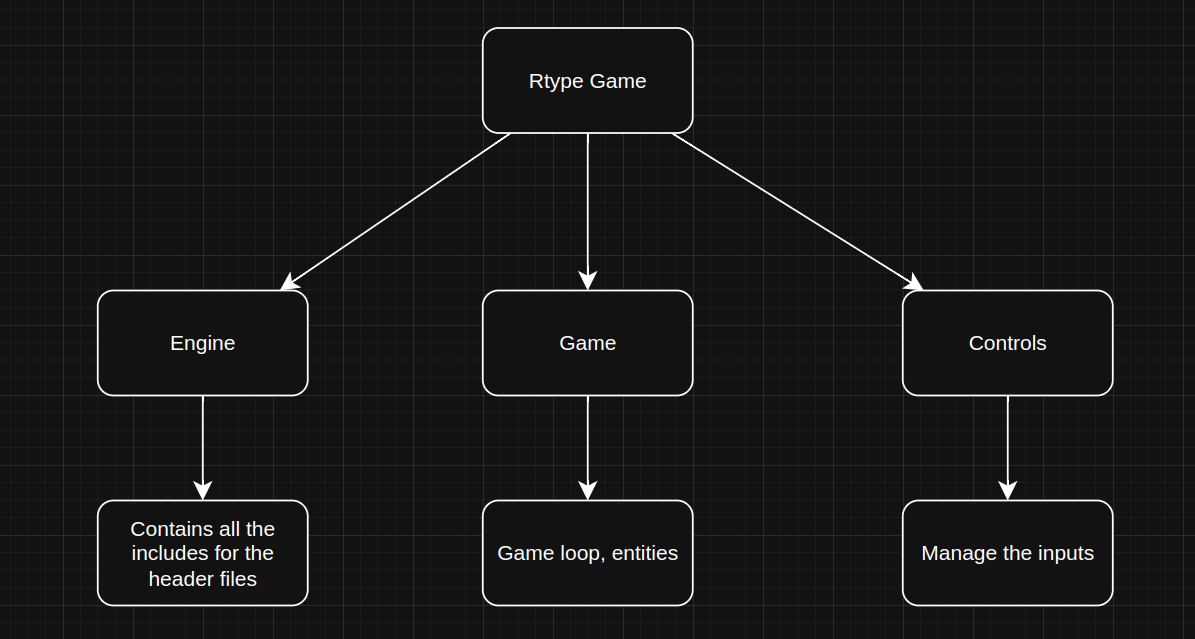 Rtype Game
Engine
Game
Controls
Contains all the
includes for the
header files
Game loop, entities
Manage the inputs